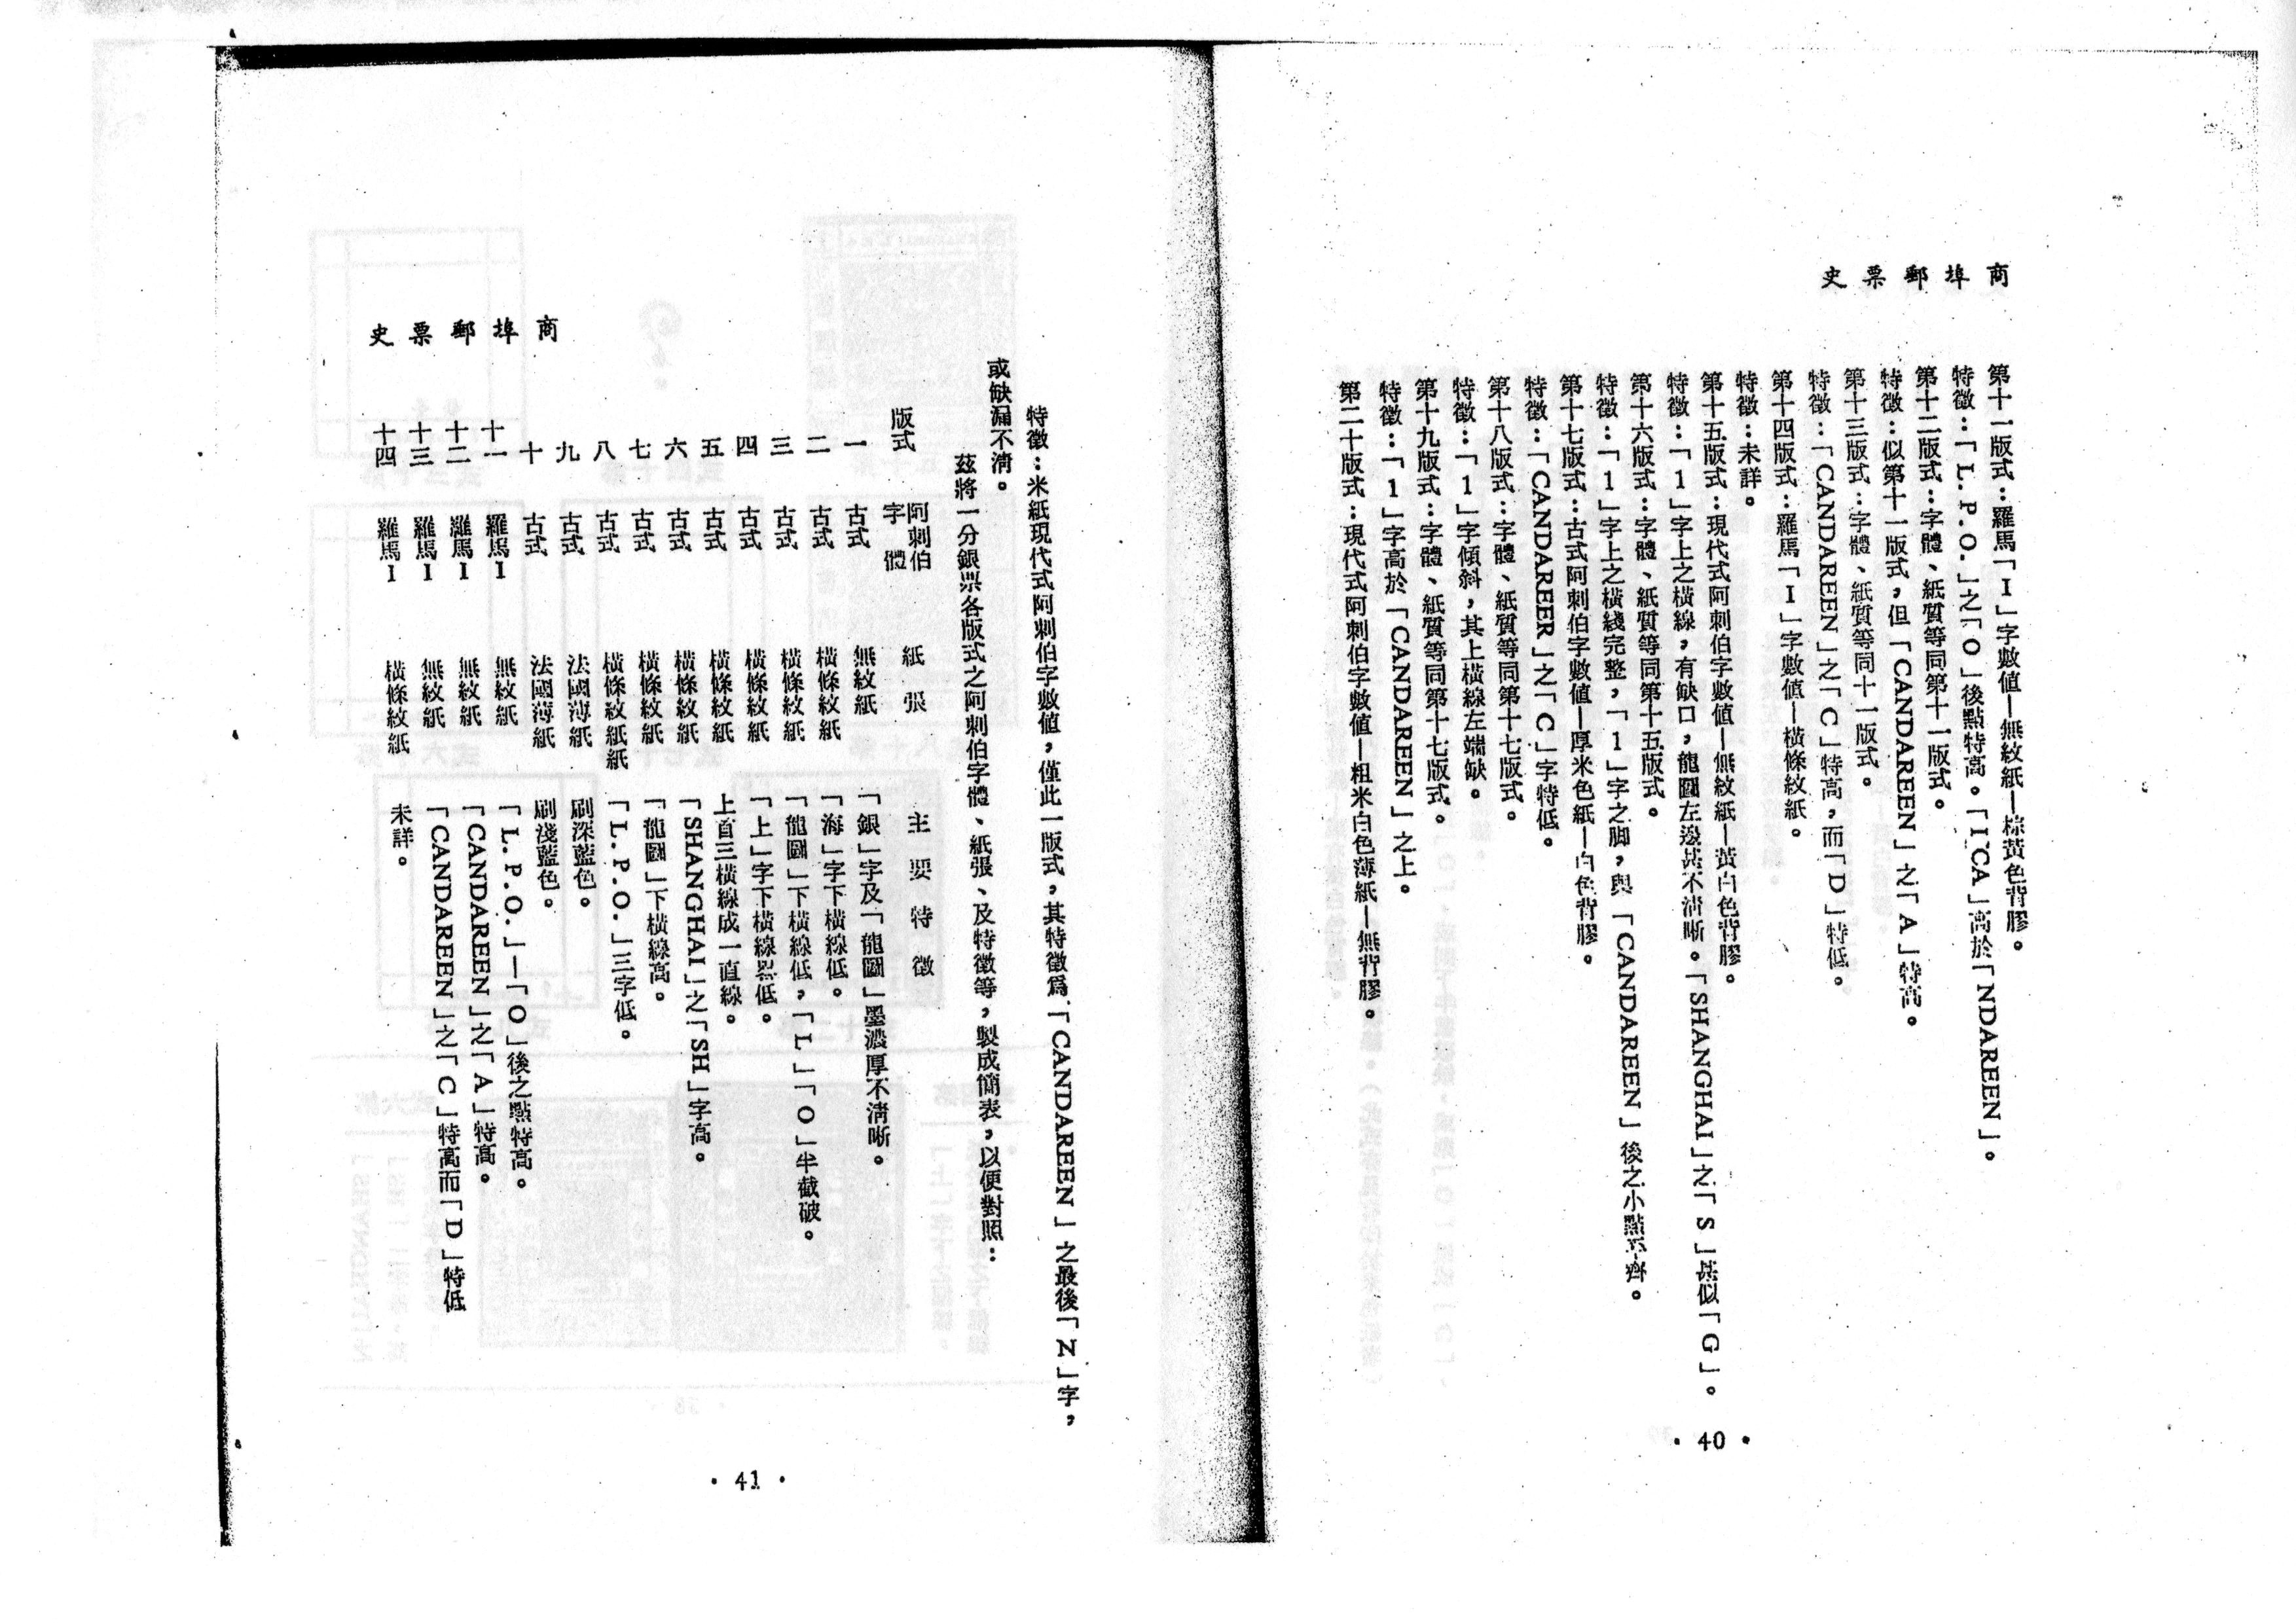 商埠郵票史
第十一版式:羅馬「I」字數値—無紋紙—棕黃色背膠。
特徵:「L.P.O.」之「O」後點特高。「I'CA」高於「NDAREEN」。
第十二版式:字體、紙質等同第十一版式。
特徵:似第十一版式,但「CANDAREEN」之「A」特高。
第十三版式:字體、紙質等同十一版式。
特徵:「CANDAREEN」之「C」特高,而「D」特低。
第十四版式:羅馬「I」字數値—橫條紋紙。
特徵:未詳。
第十五版式:現代式阿剌伯字數値—無紋紙—黃白色背膠。
特徵:「1」字上之橫線,有缺口,龍圖左邊甚不清晰。「SHANGHAI」之「S」甚似「G」。
第十六版式:字體、紙質等同第十五版式。
特徵:「1」字上之橫綫完整,「1」字之脚,與「CANDAREEN」後之小點平齊。
第十七版式:古式阿剌伯字數値—厚米色紙—白色背膠。
特徵:「CANDAREER」之「C」字特低。
第十八版式:字體、紙質等同第十七版式。
特徵:「1」字傾斜,其上橫線左端缺。
第十九版式:字體、紙質等同第十七版式。
特徵:「1」字高於「CANDAREEN」之上。
第二十版式:現代式阿剌伯字數値—粗米白色薄紙—無背膠。
· 40 ·
商埠郵票史
特徵:米紙現代式阿剌伯字數値,僅此一版式,其特徵爲「CANDAREEN」之最後「N」字,
或缺漏不淸。
茲將一分銀票各版式之阿剌伯字體、紙張、及特徵等,製成簡表,以便對照:
版式 阿剌伯字體 紙張 主要特徵
一 古式 無紋紙 「銀」字及「龍圖」墨濃厚不淸晰。
二 古式 橫條紋紙 「海」字下橫線低。
三 古式 橫條紋紙 「龍圖」下橫線低,「L」「O」半截破。
四 古式 橫條紋紙 「上」字下橫線略低。
五 古式 橫條紋紙 上首三橫線成一直線。
六 古式 橫條紋紙 「SHANGHAI」之「SH」字高。
七 古式 橫條紋紙 「龍圖」下橫線高。
八 古式 橫條紋紙紙 「L.P.O.」三字低。
九 古式 法國薄紙 刷深藍色。
十 古式 法國薄紙 刷淺藍色。
十一 羅馬I 無紋紙 「L.P.O.」—「O」後之點特高。
十二 羅馬I 無紋紙 「CANDAREEN」之「A」特高。
十三 羅馬I 無紋紙 「CANDAREEN」之「C」特高而「D」特低
十四 羅馬I 橫條紋紙 未詳。
· 41 ·